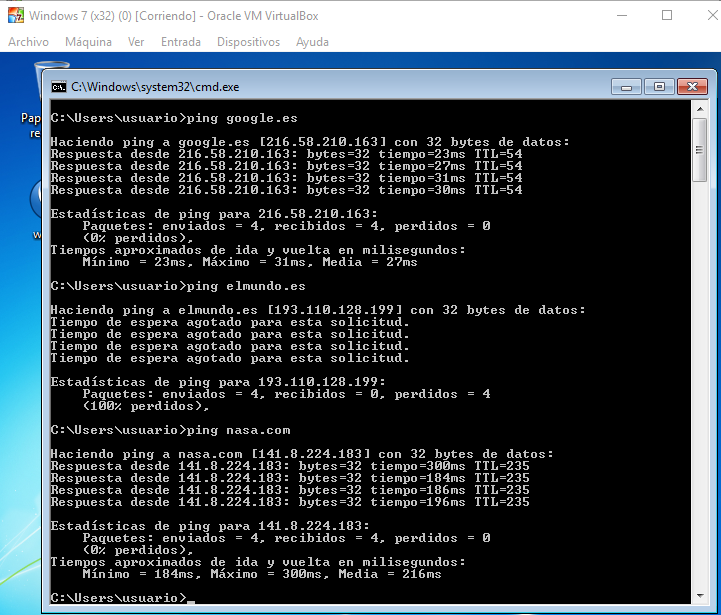 Windows 7 (x32) (0) [Corriendo] - Oracle VM VirtualBox
Archivo Máquina Ver Entrada Dispositivos Ayuda
Pap
re
w
C:\Windows\system32\cmd.exe
C:\Users\usuario>ping google.es
Haciendo ping a google.es [216.58.210.163] con 32 bytes de datos:
Respuesta desde 216.58.210.163: bytes=32 tiempo=23ms TTL=54
Respuesta desde 216.58.210.163: bytes=32 tiempo=27ms TTL=54
Respuesta desde 216.58.210.163: bytes=32 tiempo=31ms TTL=54
Respuesta desde 216.58.210.163: bytes=32 tiempo=30ms TTL=54
Estadísticas de ping para 216.58.210.163:
Paquetes: enviados = 4, recibidos = 4, perdidos = 0
(0% perdidos),
Tiempos aproximados de ida y vuelta en milisegundos:
Mínimo = 23ms, Máximo = 31ms, Media = 27ms
C:\Users\usuario>ping elmundo.es
Haciendo ping a elmundo.es [193.110.128.199] con 32 bytes de datos:
Tiempo de espera agotado para esta solicitud.
Tiempo de espera agotado para esta solicitud.
Tiempo de espera agotado para esta solicitud.
Tiempo de espera agotado para esta solicitud.
Estadísticas de ping para 193.110.128.199:
Paquetes: enviados = 4, recibidos = 0, perdidos = 4
(100% perdidos),
C:\Users\usuario>ping nasa.com
Haciendo ping a nasa.com [141.8.224.183] con 32 bytes de datos:
Respuesta desde 141.8.224.183: bytes=32 tiempo=300ms TTL=235
Respuesta desde 141.8.224.183: bytes=32 tiempo=184ms TTL=235
Respuesta desde 141.8.224.183: bytes=32 tiempo=186ms TTL=235
Respuesta desde 141.8.224.183: bytes=32 tiempo=196ms TTL=235
Estadísticas de ping para 141.8.224.183:
Paquetes: enviados = 4, recibidos = 4, perdidos = 0
(0% perdidos),
Tiempos aproximados de ida y vuelta en milisegundos:
Mínimo = 184ms, Máximo = 300ms, Media = 216ms
C:\Users\usuario>_